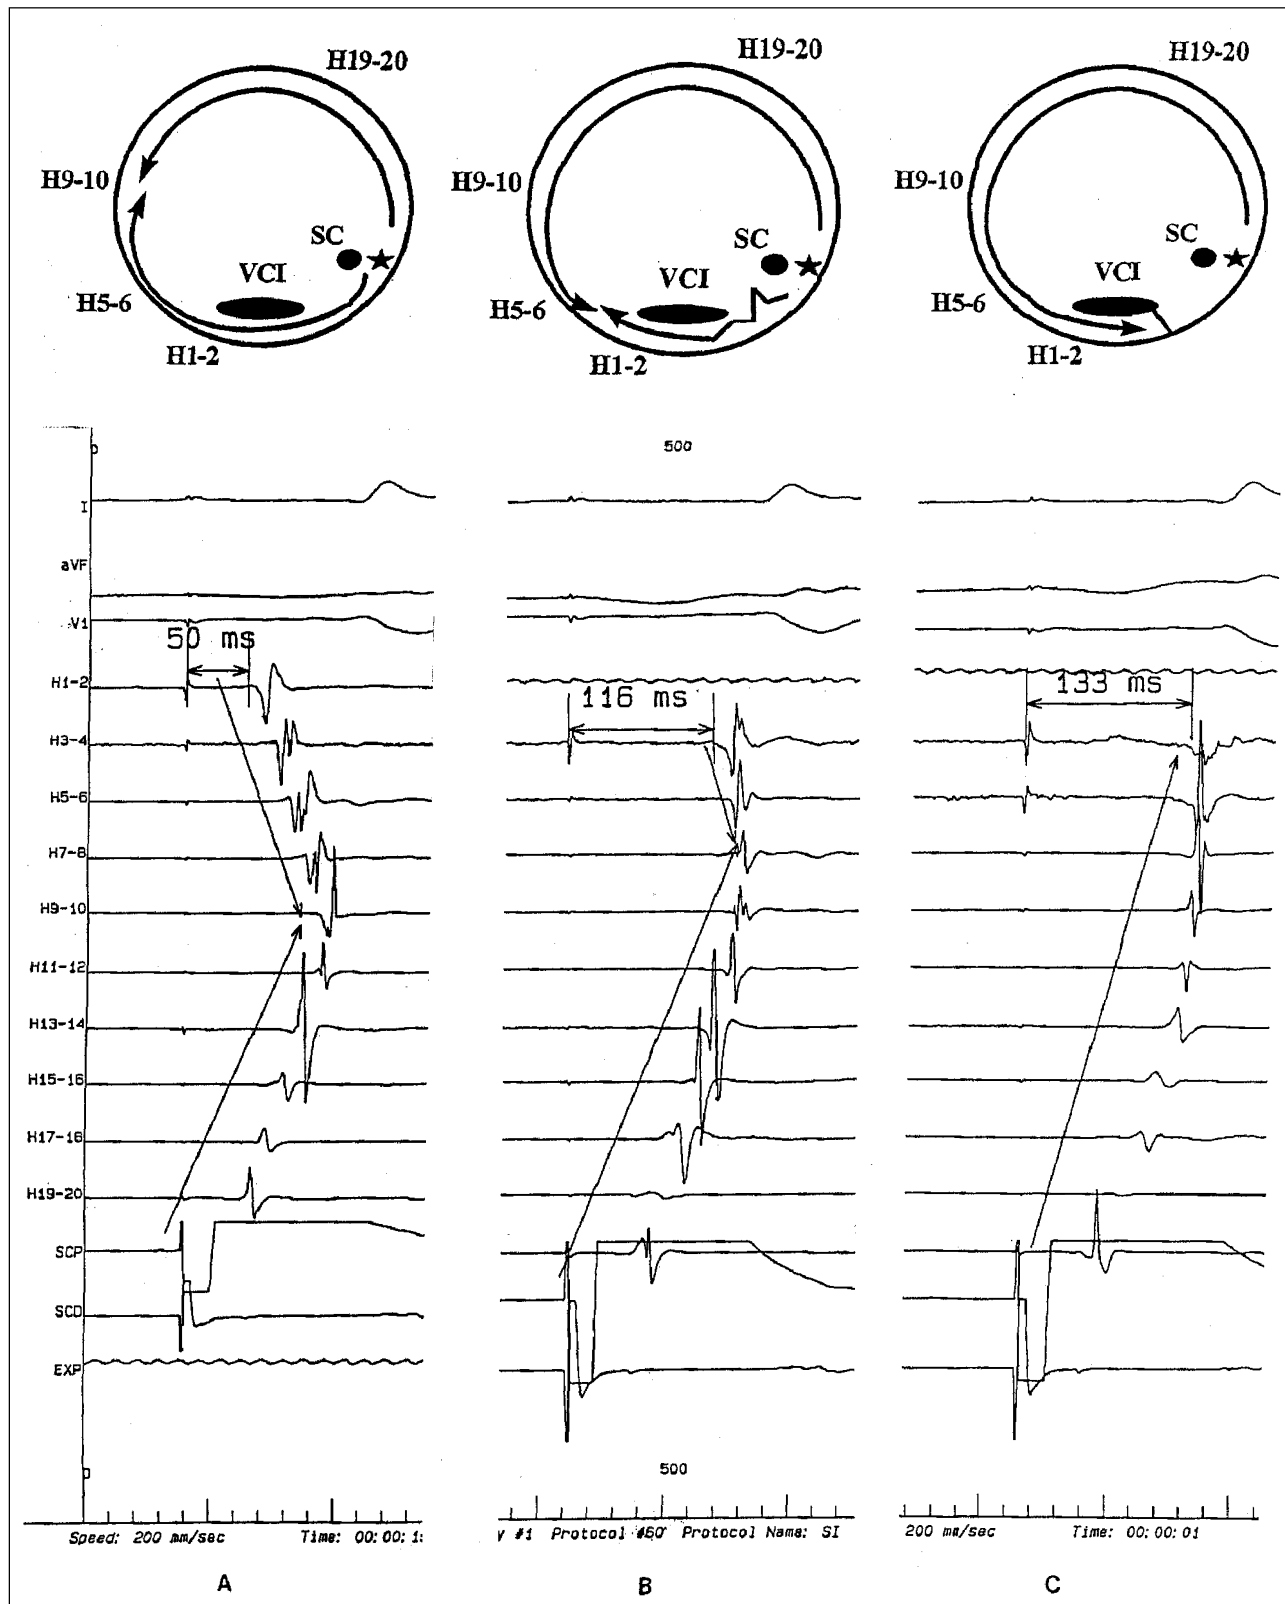 H19-20
H9-10
SC
VCI
H5-6
H1-2
H19-20
H9-10
SC
VCI
H5-6
H1-2
H19-20
H9-10
SC
VCI
H5-6
H1-2
500
I
aVF
V1
50 ms
116 ms
133 ms
H1-2
H3-4
H5-6
H7-8
H9-10
H11-12
H13-14
H15-16
H17-18
H19-20
SCP
SCD
EXP
500
Speed: 200 mm/sec Time: 00:00:1:
#1 Protocol #50 Protocol Name: SI
200 mm/sec Time: 00:00:01
A
B
C